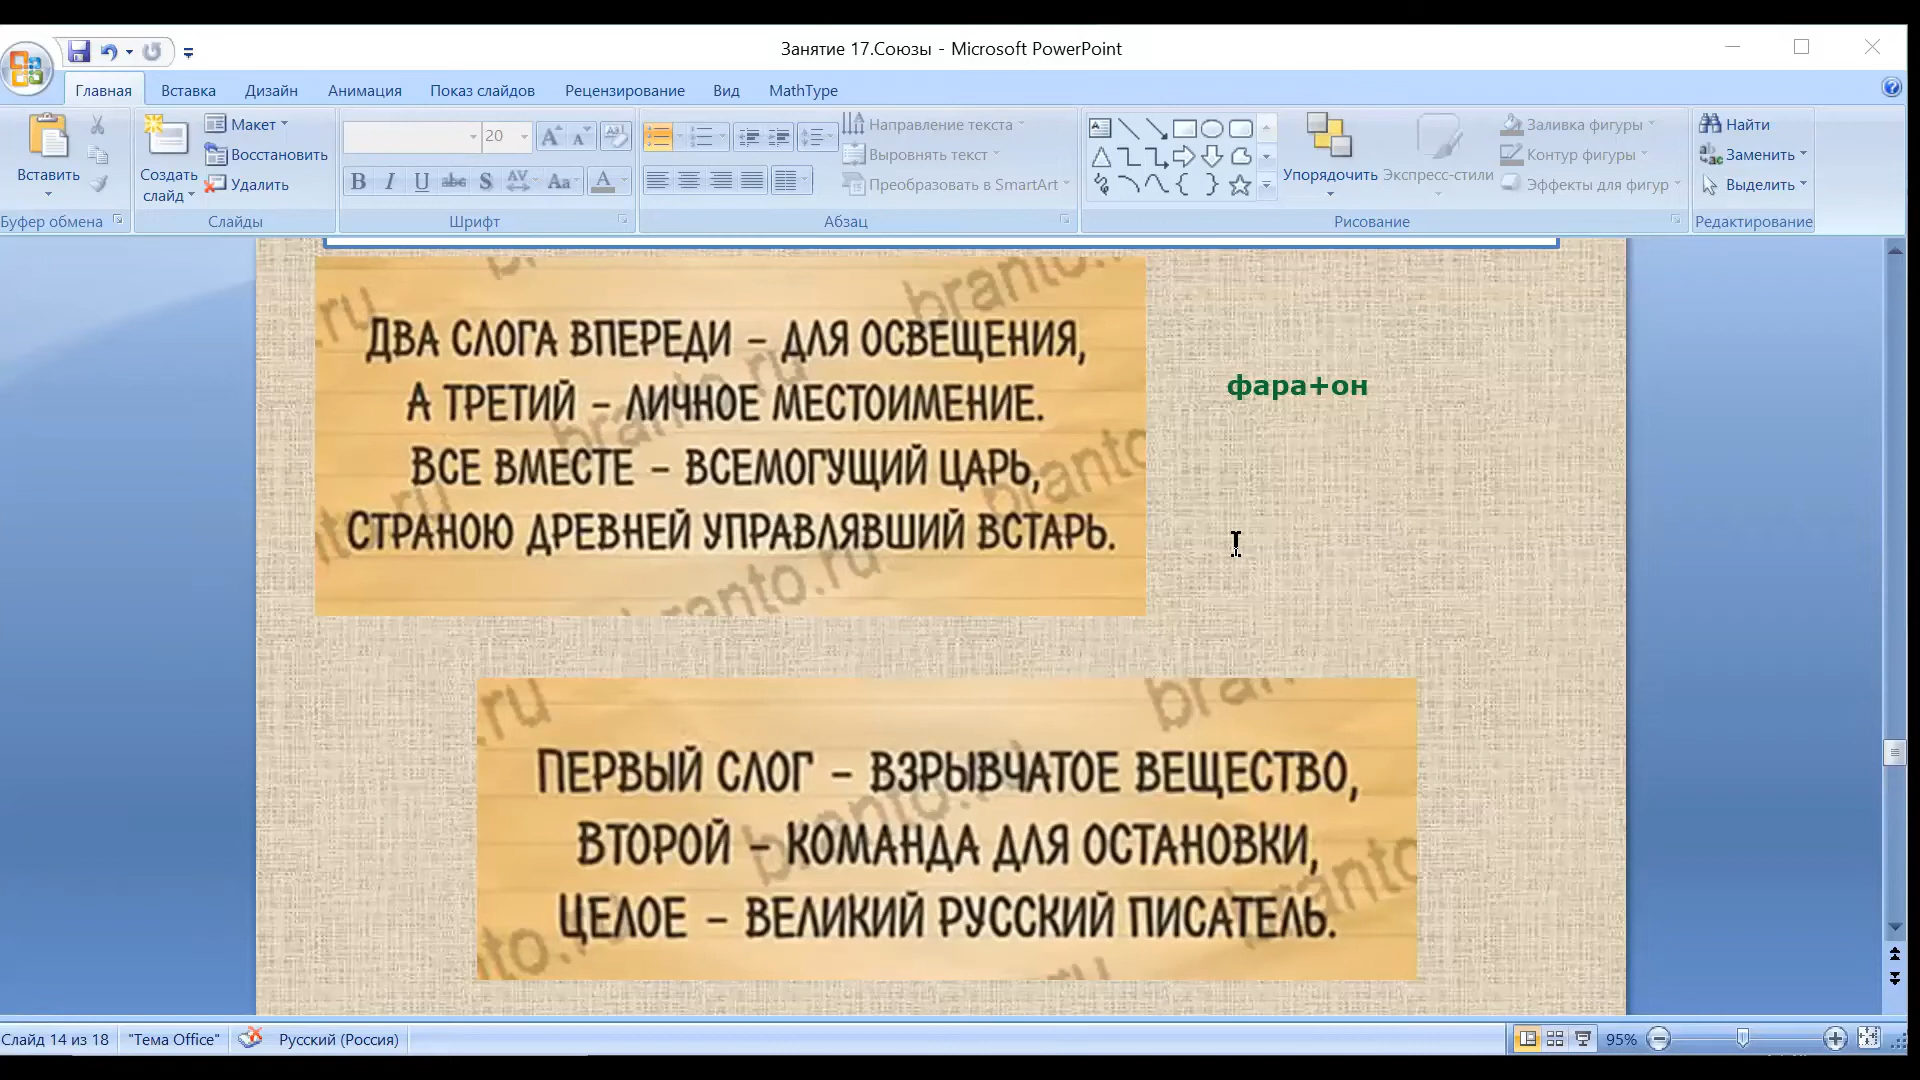 Занятие 17.Союзы - Microsoft PowerPoint
Главная Вставка Дизайн Анимация Показ слайдов Рецензирование Вид MathType
Вставить
Буфер обмена
Создать слайд
Макет
Восстановить
Удалить
Слайды
20
Шрифт
Направление текста
Выровнять текст
Преобразовать в SmartArt
Абзац
Упорядочить
Экспресс-стили
Заливка фигуры
Контур фигуры
Эффекты для фигур
Рисование
Найти
Заменить
Выделить
Редактирование
ДВА СЛОГА ВПЕРЕДИ – ДЛЯ ОСВЕЩЕНИЯ,
А ТРЕТИЙ – ЛИЧНОЕ МЕСТОИМЕНИЕ.
ВСЕ ВМЕСТЕ – ВСЕМОГУЩИЙ ЦАРЬ,
СТРАНОЮ ДРЕВНЕЙ УПРАВЛЯВШИЙ ВСТАРЬ.
фара+он
branto.ru
ПЕРВЫЙ СЛОГ – ВЗРЫВЧАТОЕ ВЕЩЕСТВО,
ВТОРОЙ – КОМАНДА ДЛЯ ОСТАНОВКИ,
ЦЕЛОЕ – ВЕЛИКИЙ РУССКИЙ ПИСАТЕЛЬ.
branto.ru
Слайд 14 из 18 "Тема Office" Русский (Россия) 95%